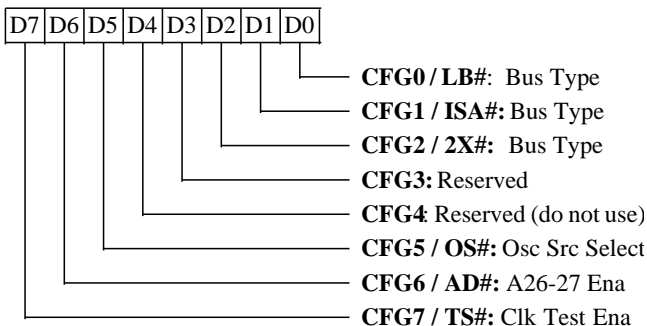 D7 D6 D5 D4 D3 D2 D1 D0
CFG0 / LB#: Bus Type
CFG1 / ISA#: Bus Type
CFG2 / 2X#: Bus Type
CFG3: Reserved
CFG4: Reserved (do not use)
CFG5 / OS#: Osc Src Select
CFG6 / AD#: A26-27 Ena
CFG7 / TS#: Clk Test Ena